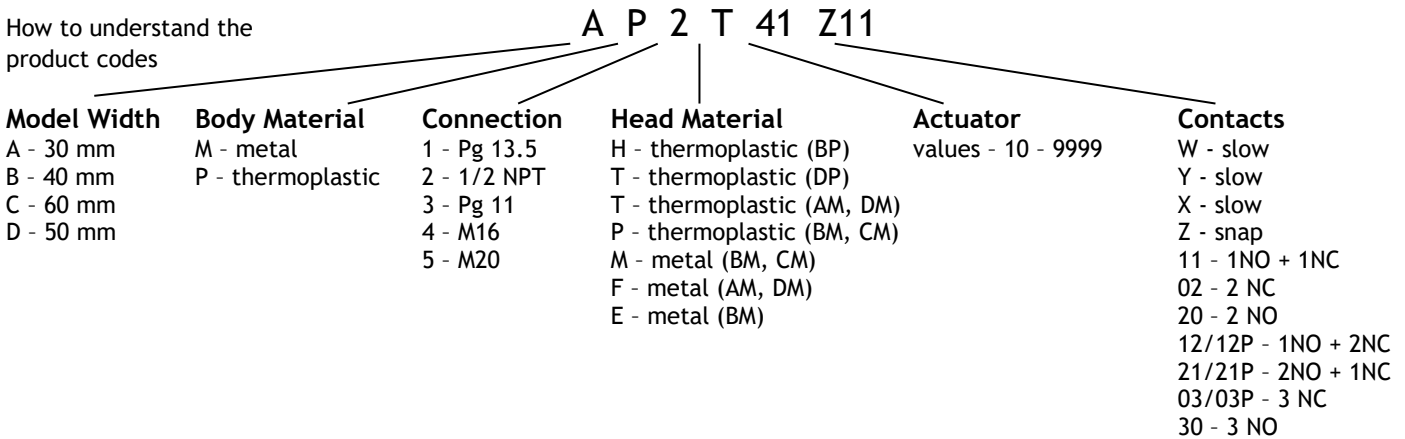 How to understand the
product codes
A P 2 T 41 Z11
Model Width
A – 30 mm
B – 40 mm
C – 60 mm
D – 50 mm
Body Material
M – metal
P – thermoplastic
Connection
1 – Pg 13.5
2 – 1/2 NPT
3 – Pg 11
4 – M16
5 – M20
Head Material
H – thermoplastic (BP)
T – thermoplastic (DP)
T – thermoplastic (AM, DM)
P – thermoplastic (BM, CM)
M – metal (BM, CM)
F – metal (AM, DM)
E – metal (BM)
Actuator
values – 10 – 9999
Contacts
W - slow
Y - slow
X - slow
Z - snap
11 – 1NO + 1NC
02 – 2 NC
20 – 2 NO
12/12P – 1NO + 2NC
21/21P – 2NO + 1NC
03/03P – 3 NC
30 – 3 NO